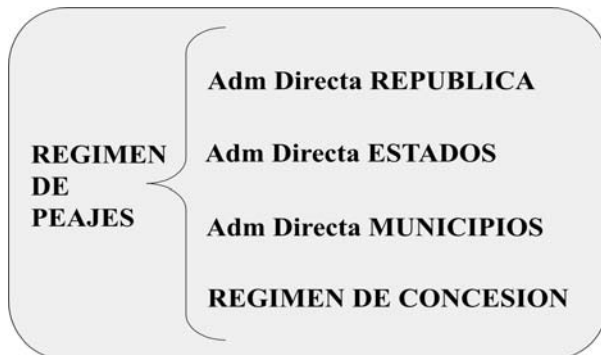 REGIMEN
DE
PEAJES
Adm Directa REPUBLICA
Adm Directa ESTADOS
Adm Directa MUNICIPIOS
REGIMEN DE CONCESION